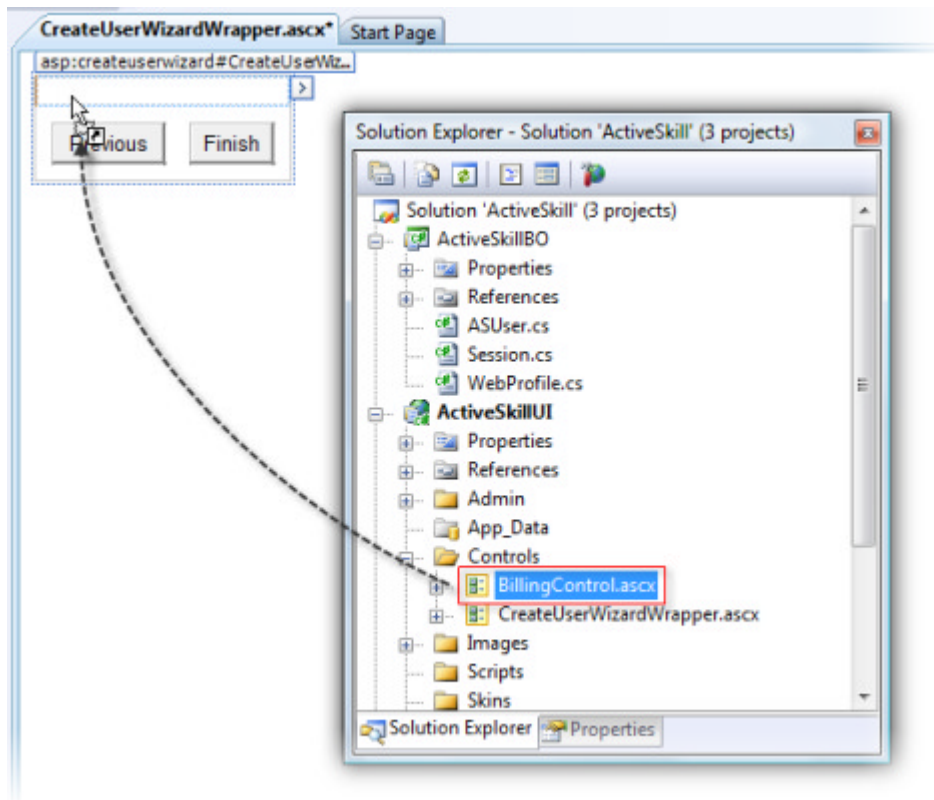 CreateUserWizardWrapper.ascx* Start Page
asp:createuserwizard#CreateUserWiz...
Previous Finish
Solution Explorer - Solution 'ActiveSkill' (3 projects)
Solution 'ActiveSkill' (3 projects)
ActiveSkillBO
Properties
References
ASUser.cs
Session.cs
WebProfile.cs
ActiveSkillUI
Properties
References
Admin
App_Data
Controls
BillingControl.ascx
CreateUserWizardWrapper.ascx
Images
Scripts
Skins
Solution Explorer Properties